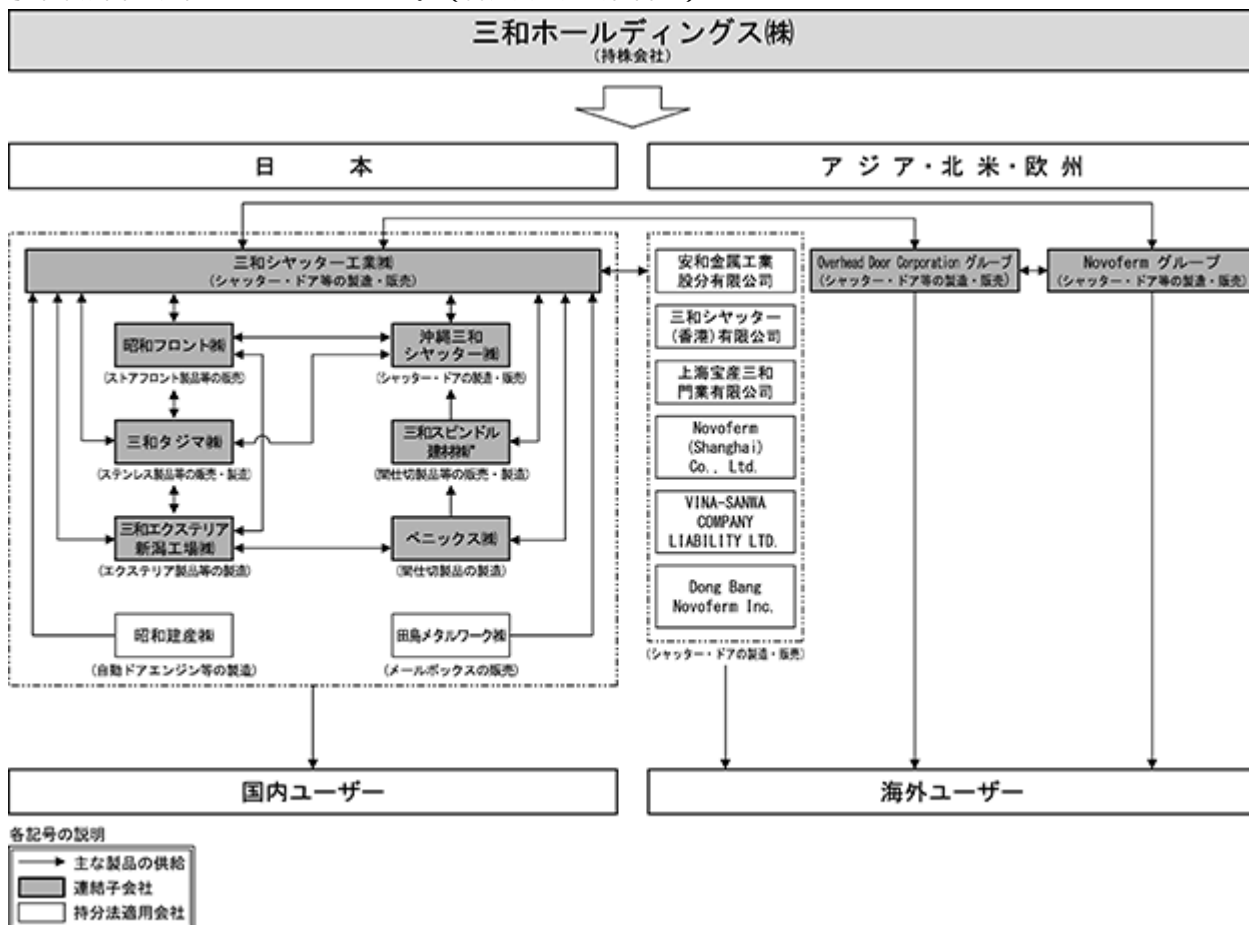 三和ホールディングス㈱
(持株会社)
日 本
アジア・北米・欧州
三和シヤッター工業㈱
(シャッター・ドア等の製造・販売)
昭和フロント㈱
(ストアフロント製品等の販売)
沖縄三和
シヤッター㈱
(シャッター・ドアの製造・販売)
三和タジマ㈱
(ステンレス製品等の販売・製造)
三和スピンドル
建材㈱
(間仕切製品等の販売・製造)
三和エクステリア
新潟工場㈱
(エクステリア製品等の製造)
ベニックス㈱
(間仕切製品の製造)
昭和建産㈱
(自動ドアエンジン等の製造)
田島メタルワーク㈱
(メールボックスの販売)
安和金属工業
股分有限公司
三和シヤッター
(香港)有限公司
上海宝産三和
門業有限公司
Novoferm
(Shanghai)
Co., Ltd.
VINA-SANWA
COMPANY
LIABILITY LTD.
Dong Bang
Novoferm Inc.
(シャッター・ドアの製造・販売)
Overhead Door Corporation グループ
(シャッター・ドア等の製造・販売)
Novoferm グループ
(シャッター・ドア等の製造・販売)
国内ユーザー
海外ユーザー
各記号の説明
主な製品の供給
連結子会社
持分法適用会社